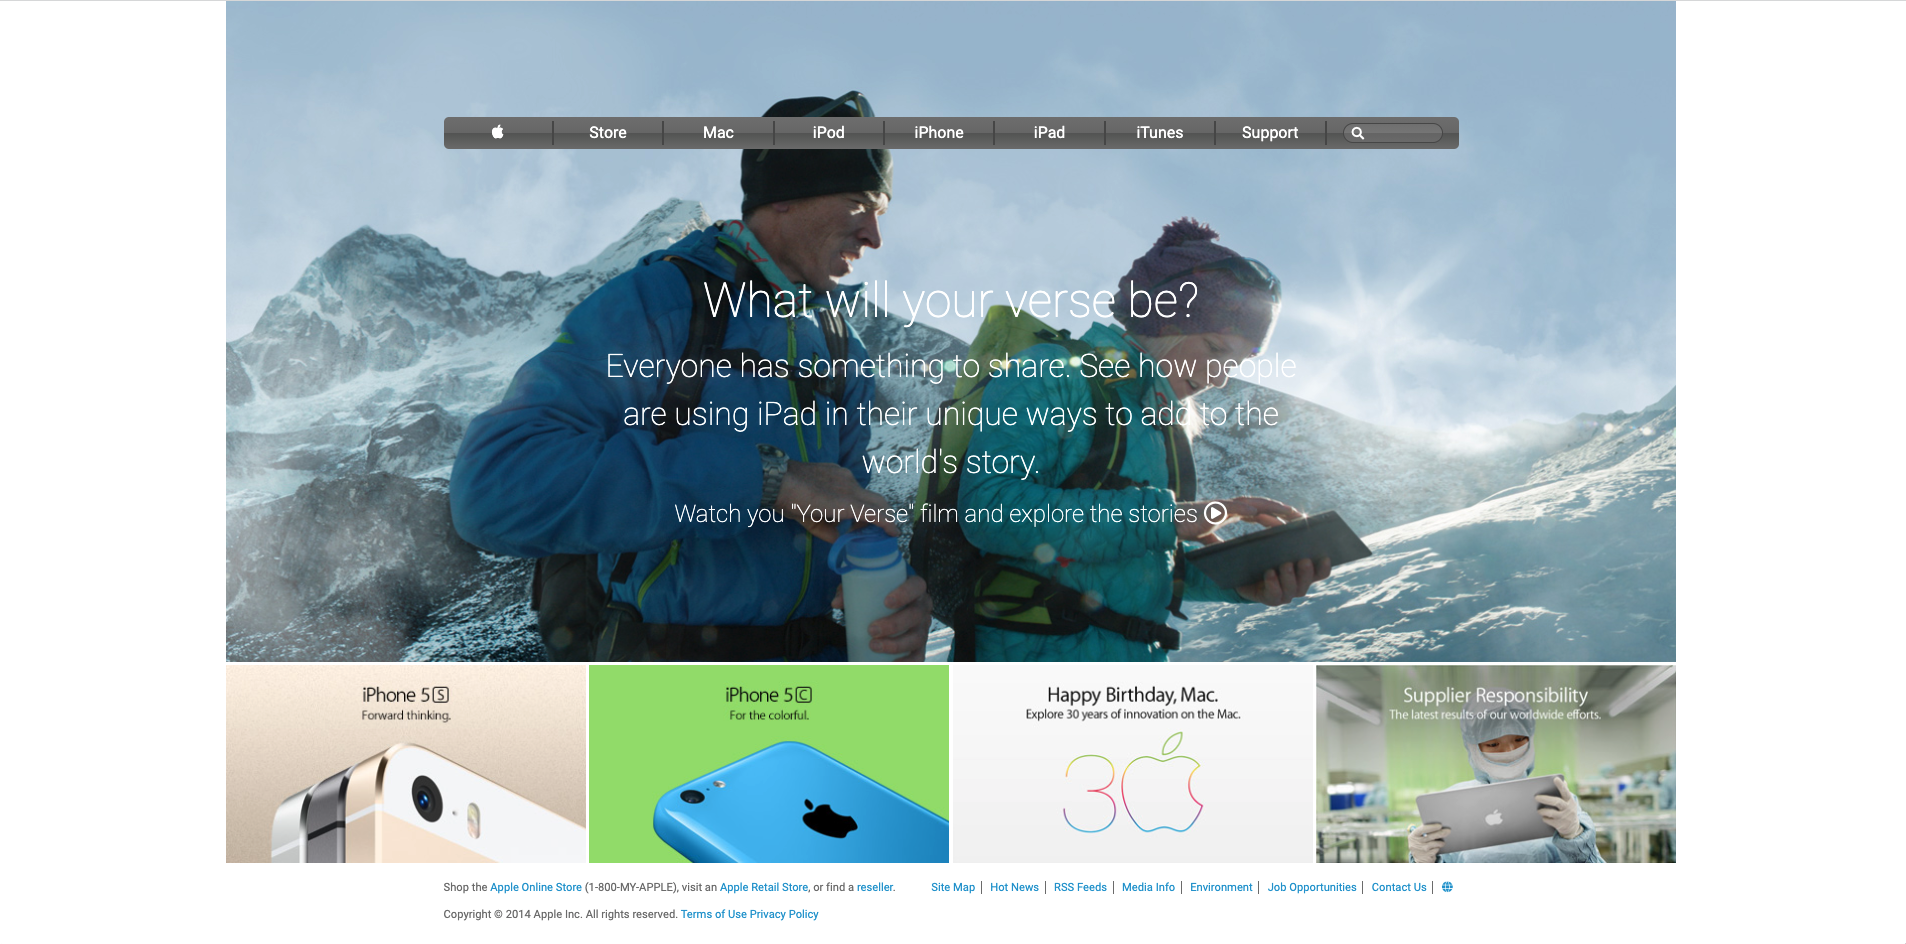 Store Mac iPod iPhone iPad iTunes Support
What will your verse be?
Everyone has something to share. See how people
are using iPad in their unique ways to add to the
world's story.
Watch you "Your Verse" film and explore the stories
iPhone 5S
Forward thinking.
iPhone 5C
For the colorful.
Happy Birthday, Mac.
Explore 30 years of innovation on the Mac.
30
Supplier Responsibility
The latest results of our worldwide efforts.
Shop the Apple Online Store (1-800-MY-APPLE), visit an Apple Retail Store, or find a reseller.
Site Map | Hot News | RSS Feeds | Media Info | Environment | Job Opportunities | Contact Us |
Copyright © 2014 Apple Inc. All rights reserved. Terms of Use Privacy Policy